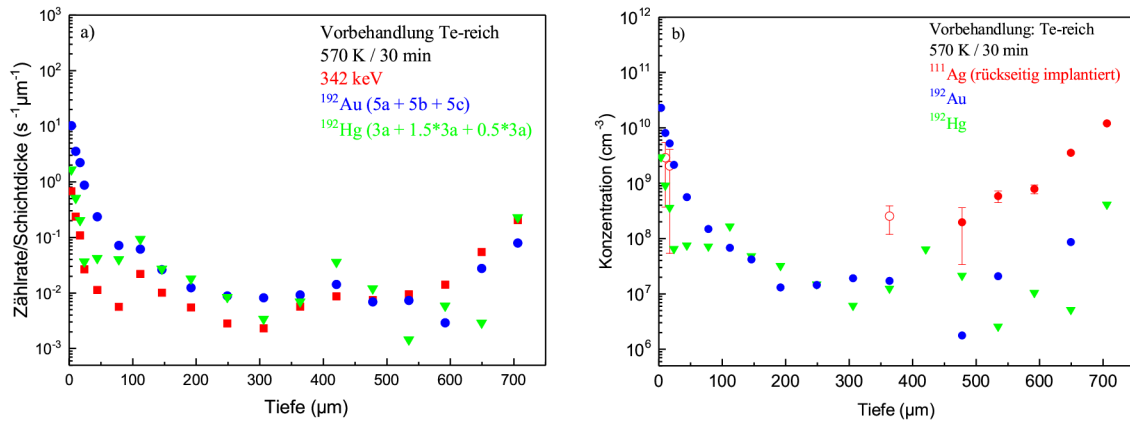 a)
Vorbehandlung Te-reich
570 K / 30 min
342 keV
¹⁹²Au (5a + 5b + 5c)
¹⁹²Hg (3a + 1.5*3a + 0.5*3a)
Zählrate/Schichtdicke (s⁻¹μm⁻¹)
10³
10²
10¹
10⁰
10⁻¹
10⁻²
10⁻³
0 100 200 300 400 500 600 700
Tiefe (μm)
b)
Vorbehandlung: Te-reich
570 K / 30 min
¹¹¹Ag (rückseitig implantiert)
¹⁹²Au
¹⁹²Hg
Konzentration (cm⁻³)
10¹²
10¹¹
10¹⁰
10⁹
10⁸
10⁷
10⁶
0 100 200 300 400 500 600 700
Tiefe (μm)